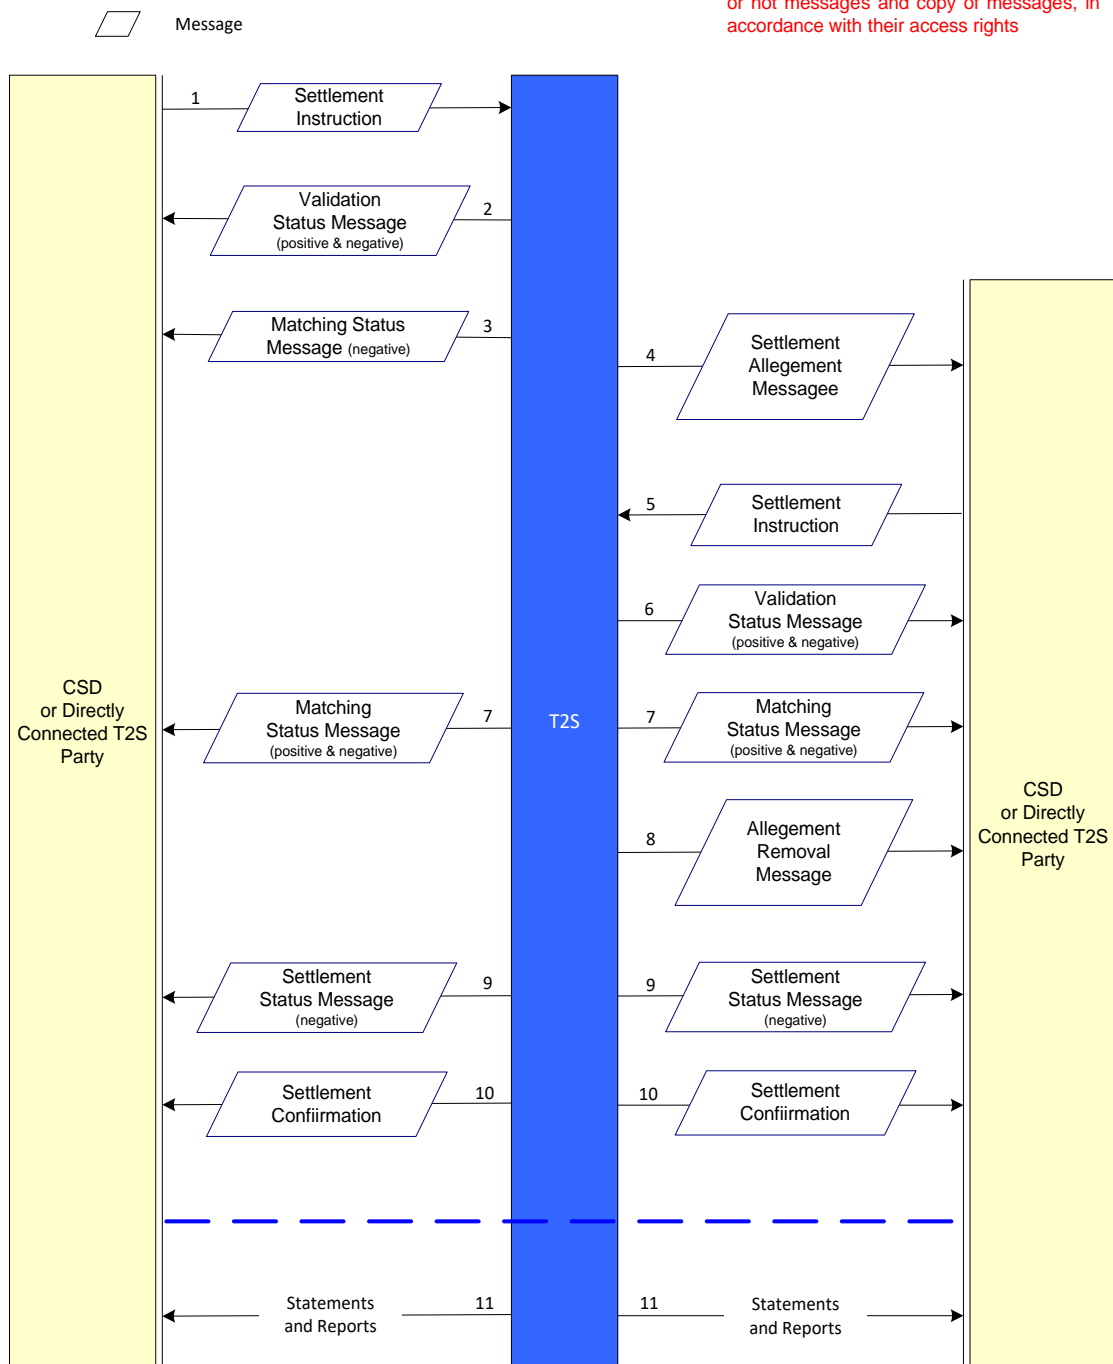 or not messages and copy of messages, in
accordance with their access rights
Message
1
Settlement
Instruction
Validation
Status Message
(positive & negative)
2
Matching Status
Message (negative)
3
4
Settlement
Allegement
Messagee
5
Settlement
Instruction
6
Validation
Status Message
(positive & negative)
CSD
or Directly
Connected T2S
Party
Matching
Status Message
(positive & negative)
7
T2S
7
Matching
Status Message
(positive & negative)
CSD
or Directly
Connected T2S
Party
8
Allegement
Removal
Message
Settlement
Status Message
(negative)
9
9
Settlement
Status Message
(negative)
Settlement
Confiirmation
10
10
Settlement
Confiirmation
Statements
and Reports
11
11
Statements
and Reports